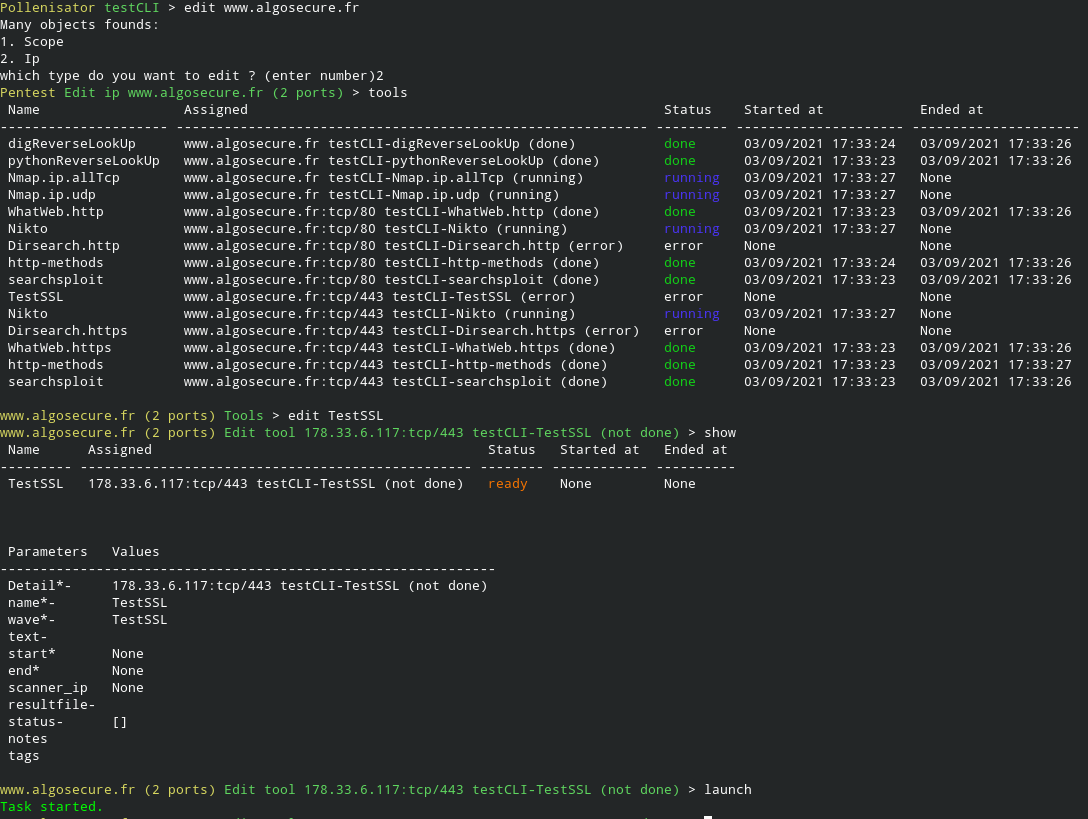 Pollenisator testCLI > edit www.algosecure.fr
Many objects founds:
1. Scope
2. Ip
which type do you want to edit ? (enter number)2
Pentest Edit ip www.algosecure.fr (2 ports) > tools
Name Assigned Status Started at Ended at
--------------------- ----------------------------------------------------------- --------- --------------------- ---------------------
digReverseLookUp www.algosecure.fr testCLI-digReverseLookUp (done) done 03/09/2021 17:33:24 03/09/2021 17:33:26
pythonReverseLookUp www.algosecure.fr testCLI-pythonReverseLookUp (done) done 03/09/2021 17:33:23 03/09/2021 17:33:26
Nmap.ip.allTcp www.algosecure.fr testCLI-Nmap.ip.allTcp (running) running 03/09/2021 17:33:27 None
Nmap.ip.udp www.algosecure.fr testCLI-Nmap.ip.udp (running) running 03/09/2021 17:33:27 None
WhatWeb.http www.algosecure.fr:tcp/80 testCLI-WhatWeb.http (done) done 03/09/2021 17:33:23 03/09/2021 17:33:26
Nikto www.algosecure.fr:tcp/80 testCLI-Nikto (running) running 03/09/2021 17:33:27 None
Dirsearch.http www.algosecure.fr:tcp/80 testCLI-Dirsearch.http (error) error None None
http-methods www.algosecure.fr:tcp/80 testCLI-http-methods (done) done 03/09/2021 17:33:24 03/09/2021 17:33:26
searchsploit www.algosecure.fr:tcp/80 testCLI-searchsploit (done) done 03/09/2021 17:33:23 03/09/2021 17:33:26
TestSSL www.algosecure.fr:tcp/443 testCLI-TestSSL (error) error None None
Nikto www.algosecure.fr:tcp/443 testCLI-Nikto (running) running 03/09/2021 17:33:27 None
Dirsearch.https www.algosecure.fr:tcp/443 testCLI-Dirsearch.https (error) error None None
WhatWeb.https www.algosecure.fr:tcp/443 testCLI-WhatWeb.https (done) done 03/09/2021 17:33:23 03/09/2021 17:33:26
http-methods www.algosecure.fr:tcp/443 testCLI-http-methods (done) done 03/09/2021 17:33:23 03/09/2021 17:33:27
searchsploit www.algosecure.fr:tcp/443 testCLI-searchsploit (done) done 03/09/2021 17:33:23 03/09/2021 17:33:26
www.algosecure.fr (2 ports) Tools > edit TestSSL
www.algosecure.fr (2 ports) Edit tool 178.33.6.117:tcp/443 testCLI-TestSSL (not done) > show
Name Assigned Status Started at Ended at
--------- ------------------------------------------------- -------- ----------- ----------
TestSSL 178.33.6.117:tcp/443 testCLI-TestSSL (not done) ready None None
Parameters Values
--------------------------------------------------------------
Detail*- 178.33.6.117:tcp/443 testCLI-TestSSL (not done)
name*- TestSSL
wave*- TestSSL
text-
start* None
end* None
scanner_ip None
resultfile-
status- []
notes
tags
www.algosecure.fr (2 ports) Edit tool 178.33.6.117:tcp/443 testCLI-TestSSL (not done) > launch
Task started.